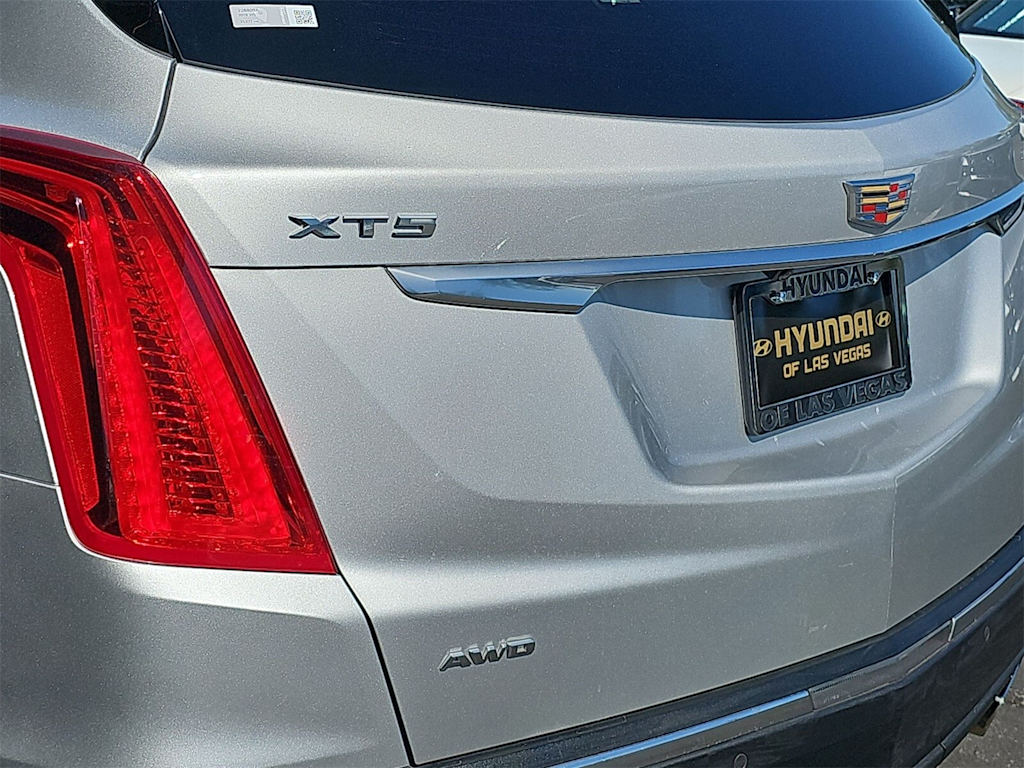 XT5
HYUNDAI
HYUNDAI
OF LAS VEGAS
OF LAS VEGAS
AWD